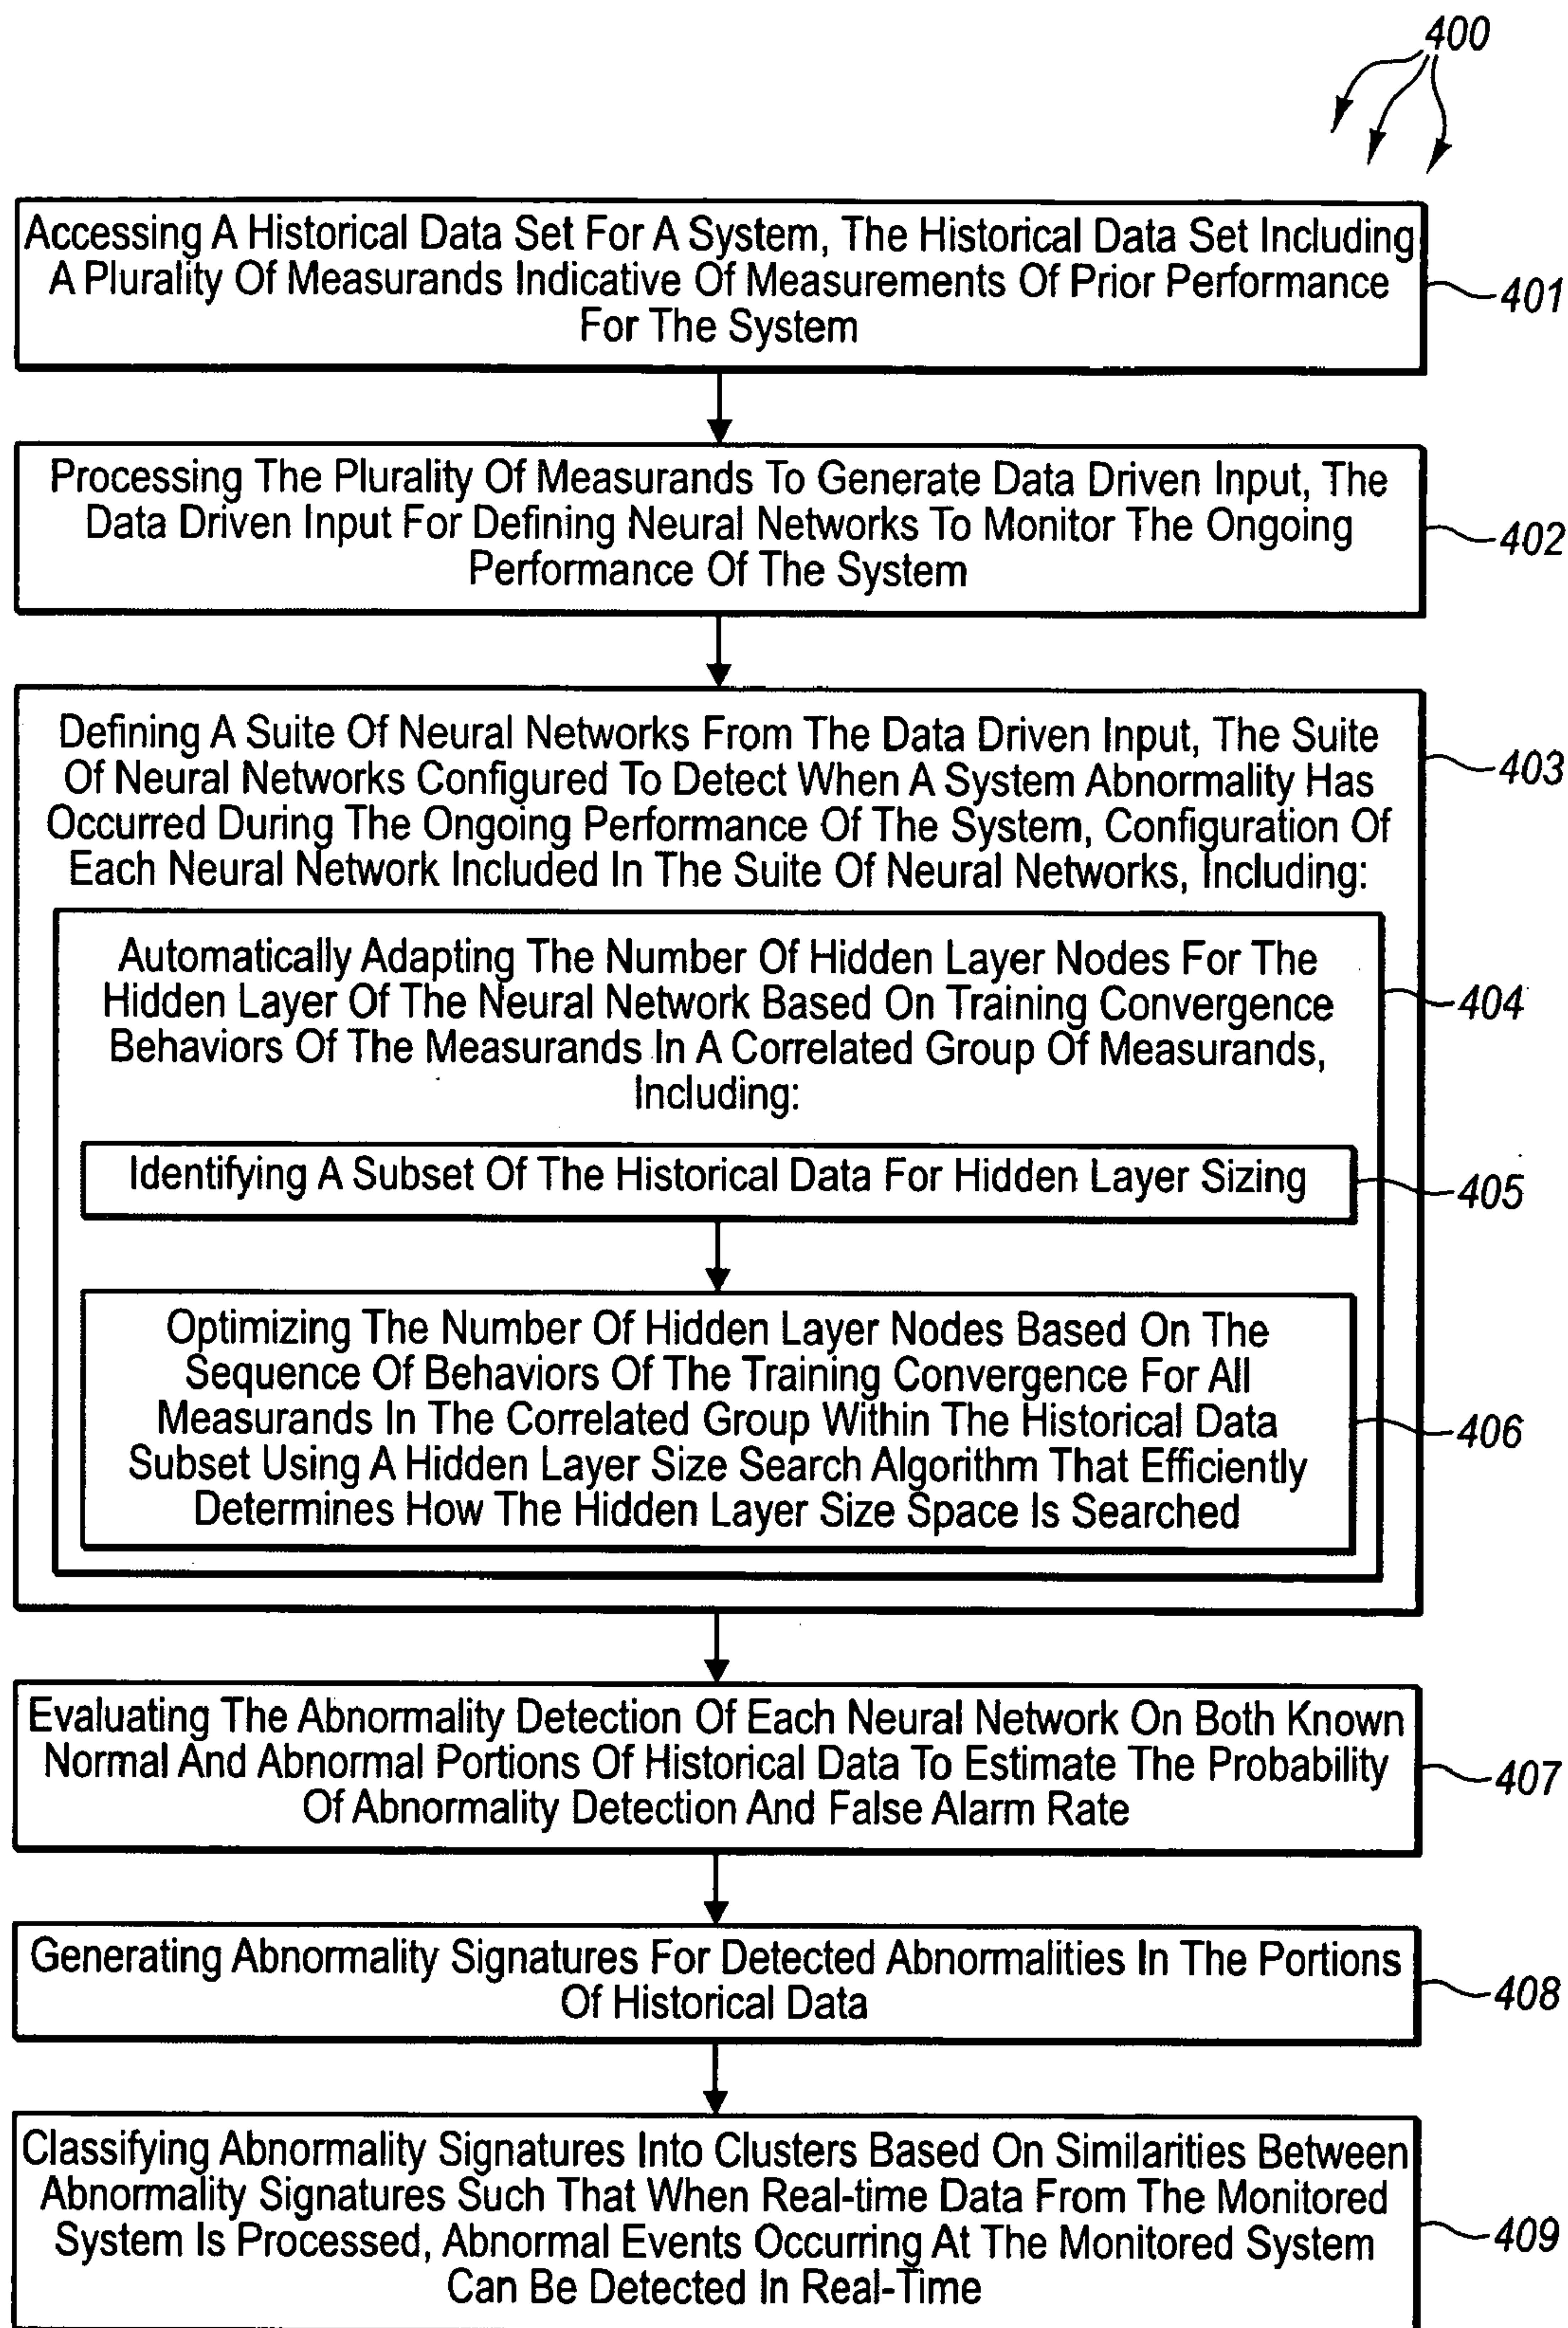 400
Accessing A Historical Data Set For A System, The Historical Data Set Including
A Plurality Of Measurands Indicative Of Measurements Of Prior Performance
For The System
401
Processing The Plurality Of Measurands To Generate Data Driven Input, The
Data Driven Input For Defining Neural Networks To Monitor The Ongoing
Performance Of The System
402
Defining A Suite Of Neural Networks From The Data Driven Input, The Suite
Of Neural Networks Configured To Detect When A System Abnormality Has
Occurred During The Ongoing Performance Of The System, Configuration Of
Each Neural Network Included In The Suite Of Neural Networks, Including:
403
Automatically Adapting The Number Of Hidden Layer Nodes For The
Hidden Layer Of The Neural Network Based On Training Convergence
Behaviors Of The Measurands In A Correlated Group Of Measurands,
Including:
404
Identifying A Subset Of The Historical Data For Hidden Layer Sizing
405
Optimizing The Number Of Hidden Layer Nodes Based On The
Sequence Of Behaviors Of The Training Convergence For All
Measurands In The Correlated Group Within The Historical Data
Subset Using A Hidden Layer Size Search Algorithm That Efficiently
Determines How The Hidden Layer Size Space Is Searched
406
Evaluating The Abnormality Detection Of Each Neural Network On Both Known
Normal And Abnormal Portions Of Historical Data To Estimate The Probability
Of Abnormality Detection And False Alarm Rate
407
Generating Abnormality Signatures For Detected Abnormalities In The Portions
Of Historical Data
408
Classifying Abnormality Signatures Into Clusters Based On Similarities Between
Abnormality Signatures Such That When Real-time Data From The Monitored
System Is Processed, Abnormal Events Occurring At The Monitored System
Can Be Detected In Real-Time
409